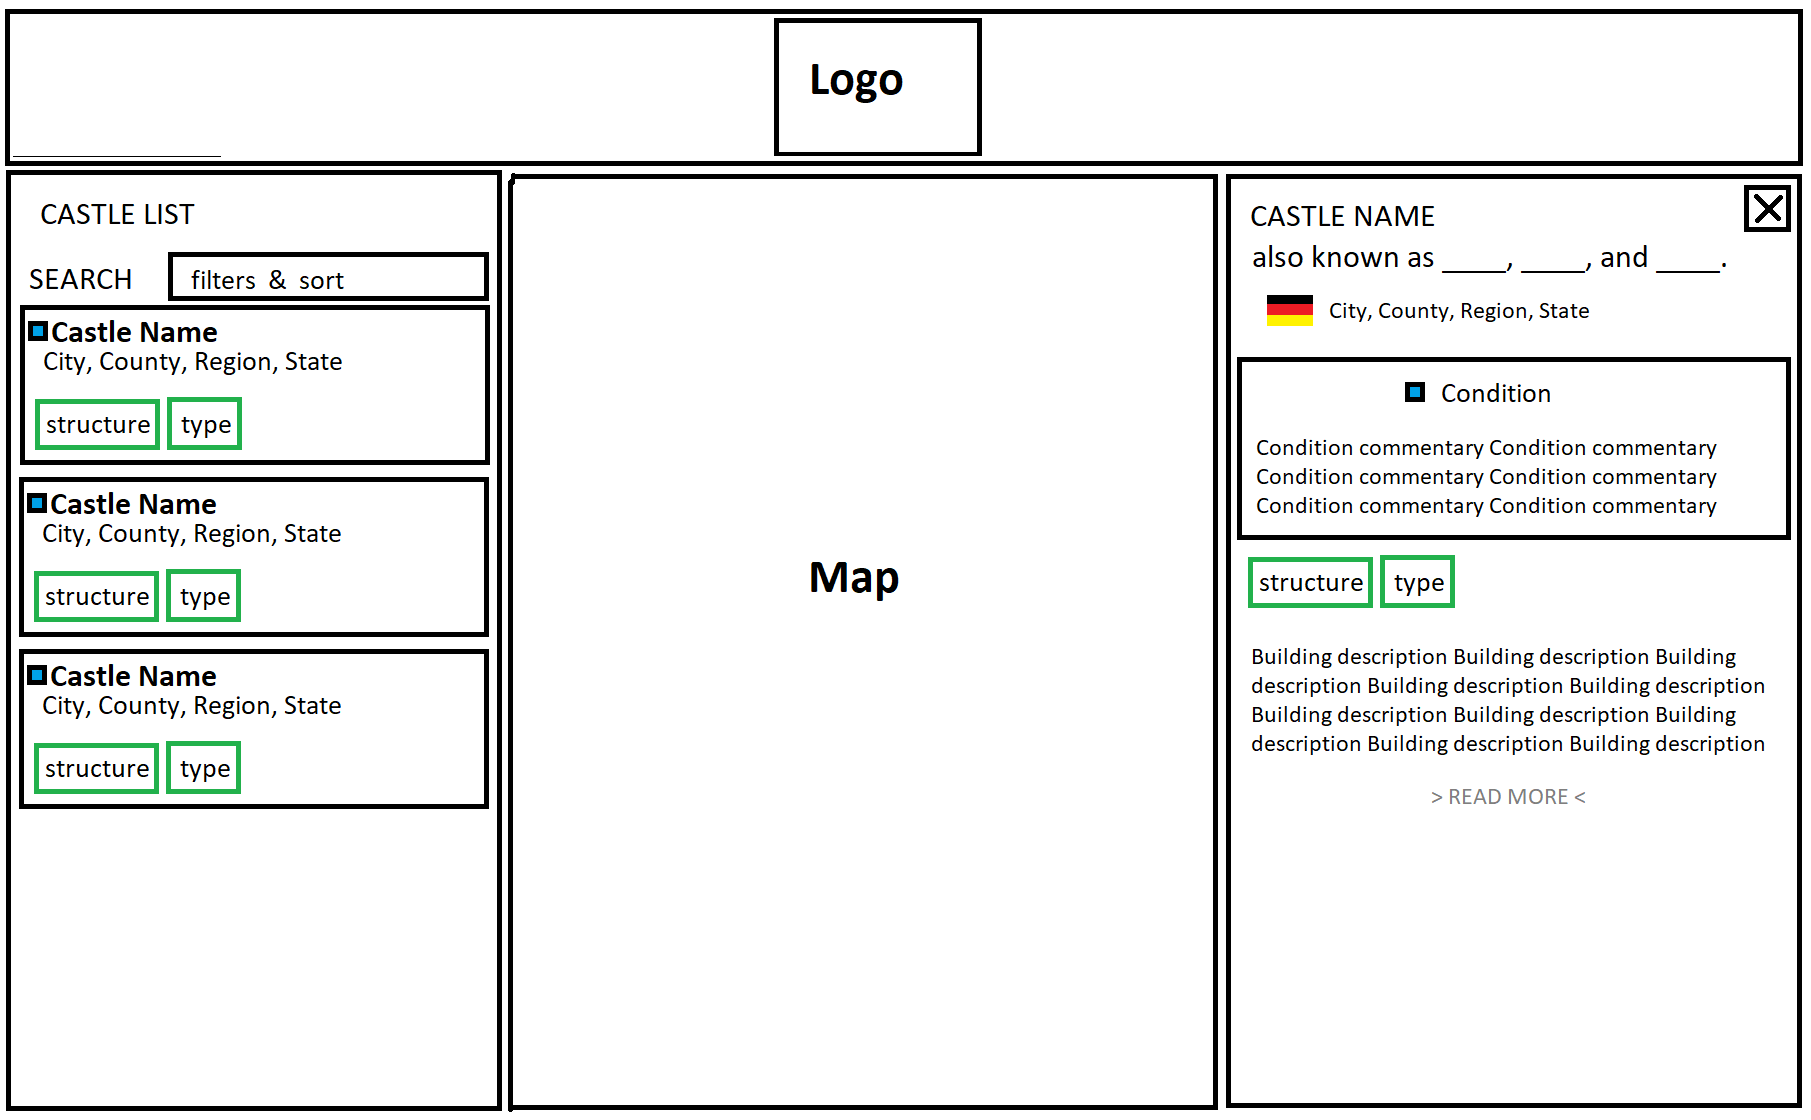 Logo
CASTLE LIST
SEARCH
filters & sort
Castle Name
City, County, Region, State
structure
type
Castle Name
City, County, Region, State
structure
type
Castle Name
City, County, Region, State
structure
type
Map
CASTLE NAME
also known as ____, ____, and ____.
City, County, Region, State
Condition
Condition commentary Condition commentary
Condition commentary Condition commentary
Condition commentary Condition commentary
structure
type
Building description Building description Building
description Building description Building description
Building description Building description Building
description Building description Building description
> READ MORE <